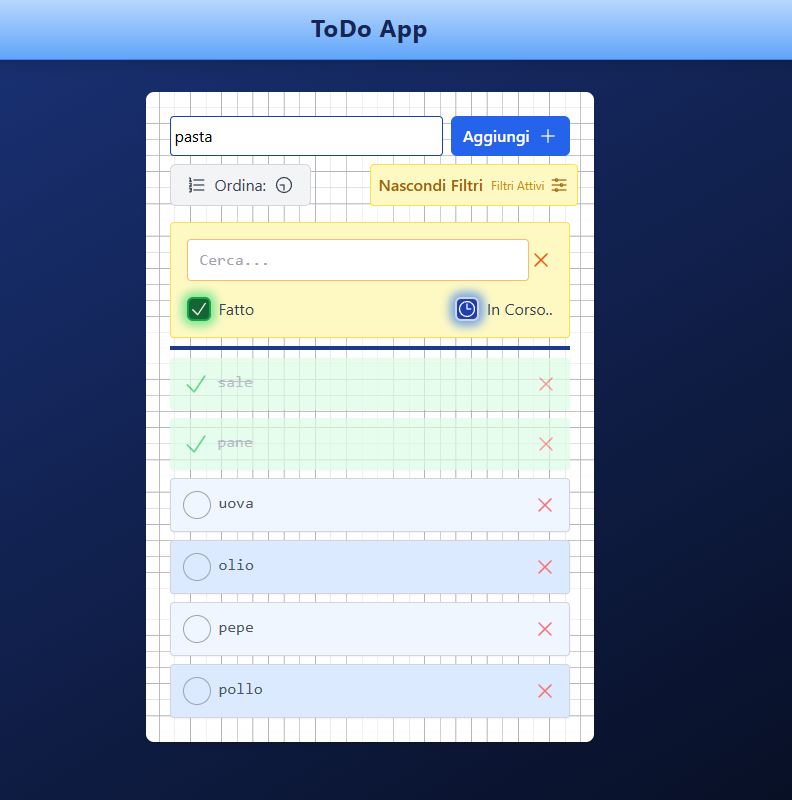 ToDo App
pasta
Aggiungi
Ordina:
Nascondi Filtri Filtri Attivi
Cerca...
Fatto
In Corso..
sale
pane
uova
olio
pepe
pollo